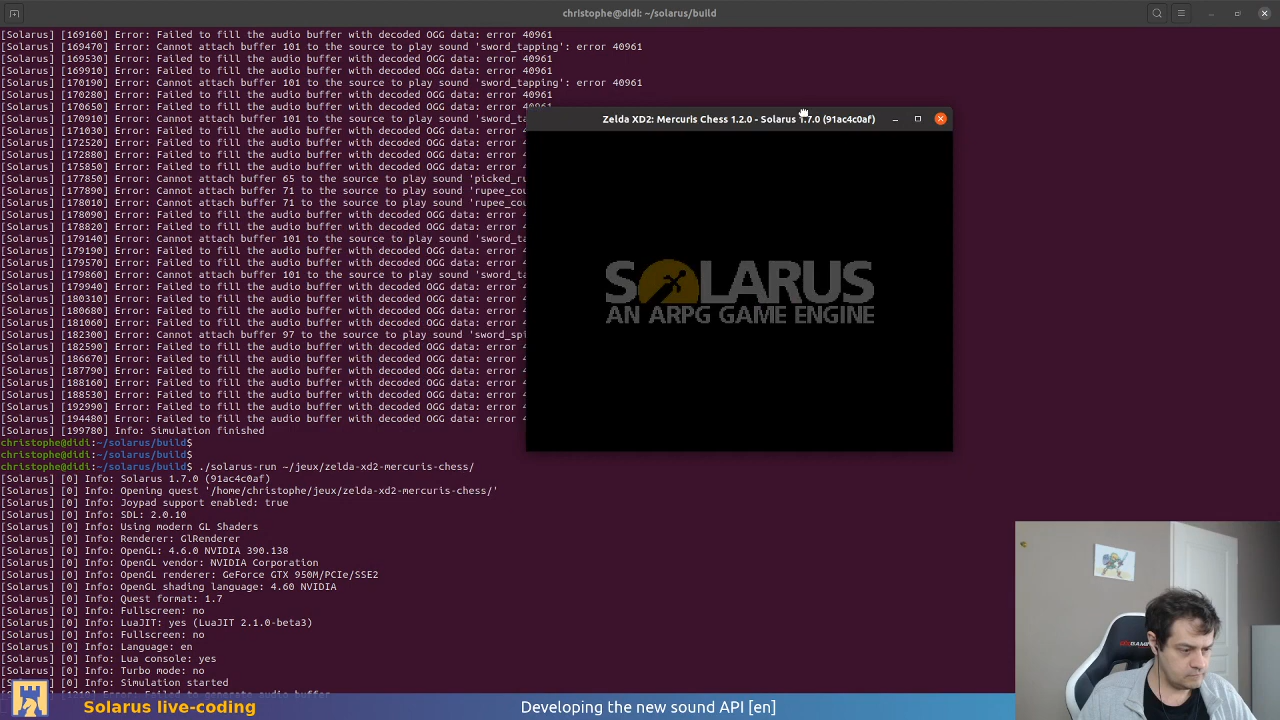 christophe@didi: ~/solarus/build
[Solarus] [169160] Error: Failed to fill the audio buffer with decoded OGG data: error 40961
[Solarus] [169470] Error: Cannot attach buffer 101 to the source to play sound 'sword_tapping': error 40961
[Solarus] [169530] Error: Failed to fill the audio buffer with decoded OGG data: error 40961
[Solarus] [169910] Error: Failed to fill the audio buffer with decoded OGG data: error 40961
[Solarus] [170190] Error: Cannot attach buffer 101 to the source to play sound 'sword_tapping': error 40961
[Solarus] [170280] Error: Failed to fill the audio buffer with decoded OGG data: error 40961
[Solarus] [170650] Error: Failed to fill the audio buffer with decoded OGG data: error 40961
[Solarus] [170910] Error: Cannot attach buffer 101 to the source to play sound 'sword_ta
[Solarus] [171030] Error: Failed to fill the audio buffer with decoded OGG data: error 4
[Solarus] [172520] Error: Failed to fill the audio buffer with decoded OGG data: error 4
[Solarus] [172880] Error: Failed to fill the audio buffer with decoded OGG data: error 4
[Solarus] [175850] Error: Failed to fill the audio buffer with decoded OGG data: error 4
[Solarus] [177850] Error: Cannot attach buffer 65 to the source to play sound 'picked_ru
[Solarus] [177890] Error: Cannot attach buffer 71 to the source to play sound 'rupee_cou
[Solarus] [178010] Error: Cannot attach buffer 71 to the source to play sound 'rupee_cou
[Solarus] [178090] Error: Failed to fill the audio buffer with decoded OGG data: error 4
[Solarus] [178820] Error: Failed to fill the audio buffer with decoded OGG data: error 4
[Solarus] [179140] Error: Cannot attach buffer 101 to the source to play sound 'sword_ta
[Solarus] [179190] Error: Failed to fill the audio buffer with decoded OGG data: error 4
[Solarus] [179570] Error: Failed to fill the audio buffer with decoded OGG data: error 4
[Solarus] [179860] Error: Cannot attach buffer 101 to the source to play sound 'sword_ta
[Solarus] [179940] Error: Failed to fill the audio buffer with decoded OGG data: error 4
[Solarus] [180310] Error: Failed to fill the audio buffer with decoded OGG data: error 4
[Solarus] [180680] Error: Failed to fill the audio buffer with decoded OGG data: error 4
[Solarus] [181060] Error: Failed to fill the audio buffer with decoded OGG data: error 4
[Solarus] [182300] Error: Cannot attach buffer 97 to the source to play sound 'sword_spi
[Solarus] [182590] Error: Failed to fill the audio buffer with decoded OGG data: error 4
[Solarus] [186670] Error: Failed to fill the audio buffer with decoded OGG data: error 4
[Solarus] [187790] Error: Failed to fill the audio buffer with decoded OGG data: error 4
[Solarus] [188160] Error: Failed to fill the audio buffer with decoded OGG data: error 4
[Solarus] [188530] Error: Failed to fill the audio buffer with decoded OGG data: error 4
[Solarus] [192990] Error: Failed to fill the audio buffer with decoded OGG data: error 4
[Solarus] [194480] Error: Failed to fill the audio buffer with decoded OGG data: error 4
[Solarus] [199780] Info: Simulation finished
christophe@didi:~/solarus/build$
christophe@didi:~/solarus/build$
christophe@didi:~/solarus/build$ ./solarus-run ~/jeux/zelda-xd2-mercuris-chess/
[Solarus] [0] Info: Solarus 1.7.0 (91ac4c0af)
[Solarus] [0] Info: Opening quest '/home/christophe/jeux/zelda-xd2-mercuris-chess/'
[Solarus] [0] Info: Joypad support enabled: true
[Solarus] [0] Info: SDL: 2.0.10
[Solarus] [0] Info: Using modern GL Shaders
[Solarus] [0] Info: Renderer: GlRenderer
[Solarus] [0] Info: OpenGL: 4.6.0 NVIDIA 390.138
[Solarus] [0] Info: OpenGL vendor: NVIDIA Corporation
[Solarus] [0] Info: OpenGL renderer: GeForce GTX 950M/PCIe/SSE2
[Solarus] [0] Info: OpenGL shading language: 4.60 NVIDIA
[Solarus] [0] Info: Quest format: 1.7
[Solarus] [0] Info: Fullscreen: no
[Solarus] [0] Info: LuaJIT: yes (LuaJIT 2.1.0-beta3)
[Solarus] [0] Info: Fullscreen: no
[Solarus] [0] Info: Language: en
[Solarus] [0] Info: Lua console: yes
[Solarus] [0] Info: Turbo mode: no
[Solarus] [0] Info: Simulation started
Zelda XD2: Mercuris Chess 1.2.0 - Solarus 1.7.0 (91ac4c0af)
SOLARUS
AN ARPG GAME ENGINE
Solarus live-coding
Developing the new sound API [en]